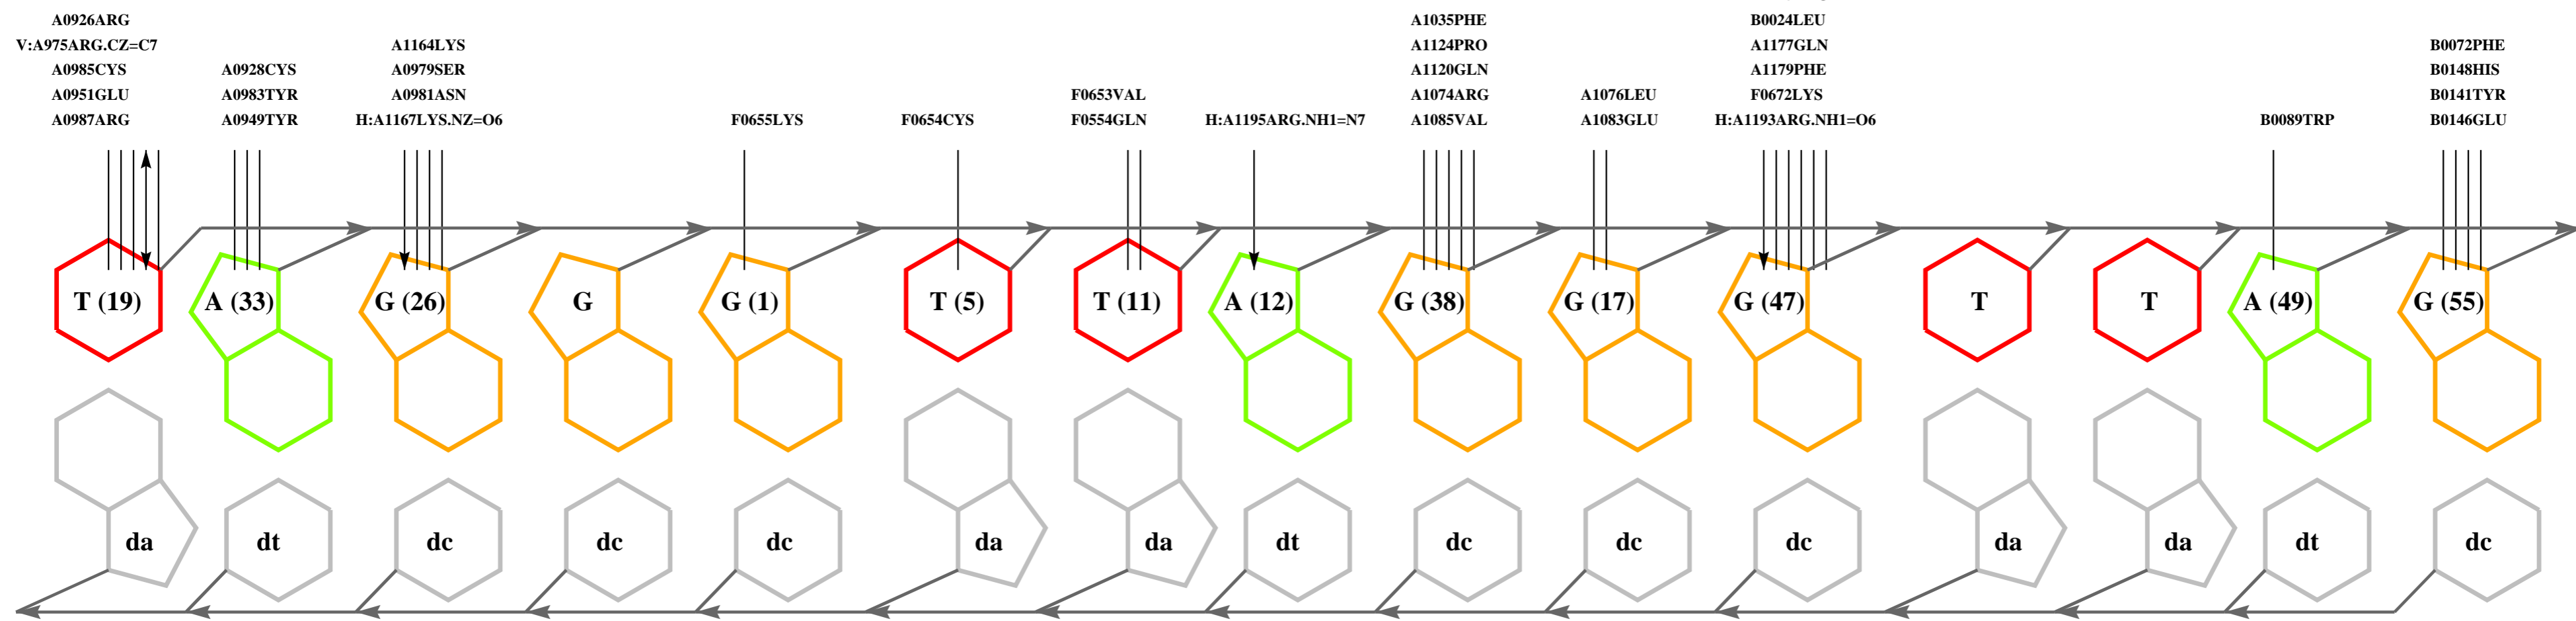 A0926ARG
V:A975ARG.CZ=C7
A0985CYS
A0951GLU
A0987ARG
A0928CYS
A0983TYR
A0949TYR
A1164LYS
A0979SER
A0981ASN
H:A1167LYS.NZ=O6
F0655LYS
F0654CYS
F0653VAL
F0554GLN
H:A1195ARG.NH1=N7
A1035PHE
A1124PRO
A1120GLN
A1074ARG
A1085VAL
A1076LEU
A1083GLU
B0024LEU
A1177GLN
A1179PHE
F0672LYS
H:A1193ARG.NH1=O6
B0089TRP
B0072PHE
B0148HIS
B0141TYR
B0146GLU
T (19) A (33) G (26) G G (1) T (5) T (11) A (12) G (38) G (17) G (47) T T A (49) G (55)
da dt dc dc dc da da dt dc dc dc da da dt dc